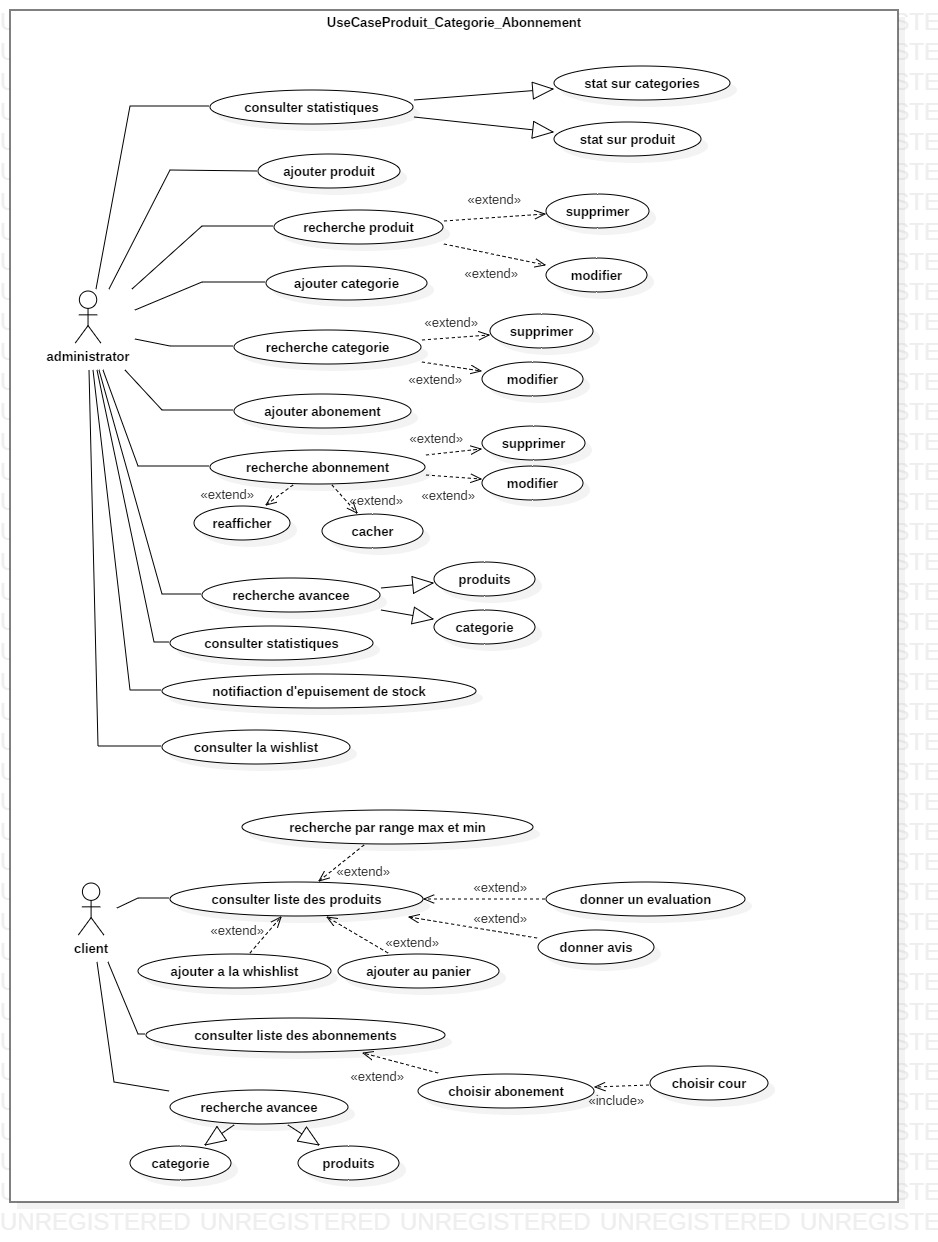 UseCaseProduit_Categorie_Abonnement
stat sur categories
consulter statistiques
stat sur produit
ajouter produit
«extend»
supprimer
recherche produit
«extend»
modifier
ajouter categorie
administrator
«extend»
supprimer
recherche categorie
«extend»
modifier
ajouter abonement
«extend»
supprimer
recherche abonnement
«extend»
modifier
«extend»
«extend»
reafficher
cacher
recherche avancee
produits
categorie
consulter statistiques
notifiaction d'epuisement de stock
consulter la wishlist
recherche par range max et min
«extend»
client
consulter liste des produits
«extend»
donner un evaluation
«extend»
donner avis
«extend»
«extend»
ajouter a la whishlist
ajouter au panier
consulter liste des abonnements
«extend»
choisir abonement
«include»
choisir cour
recherche avancee
categorie
produits
UNREGISTERED UNREGISTERED UNREGISTERED UNREGISTERED UNREGISTE